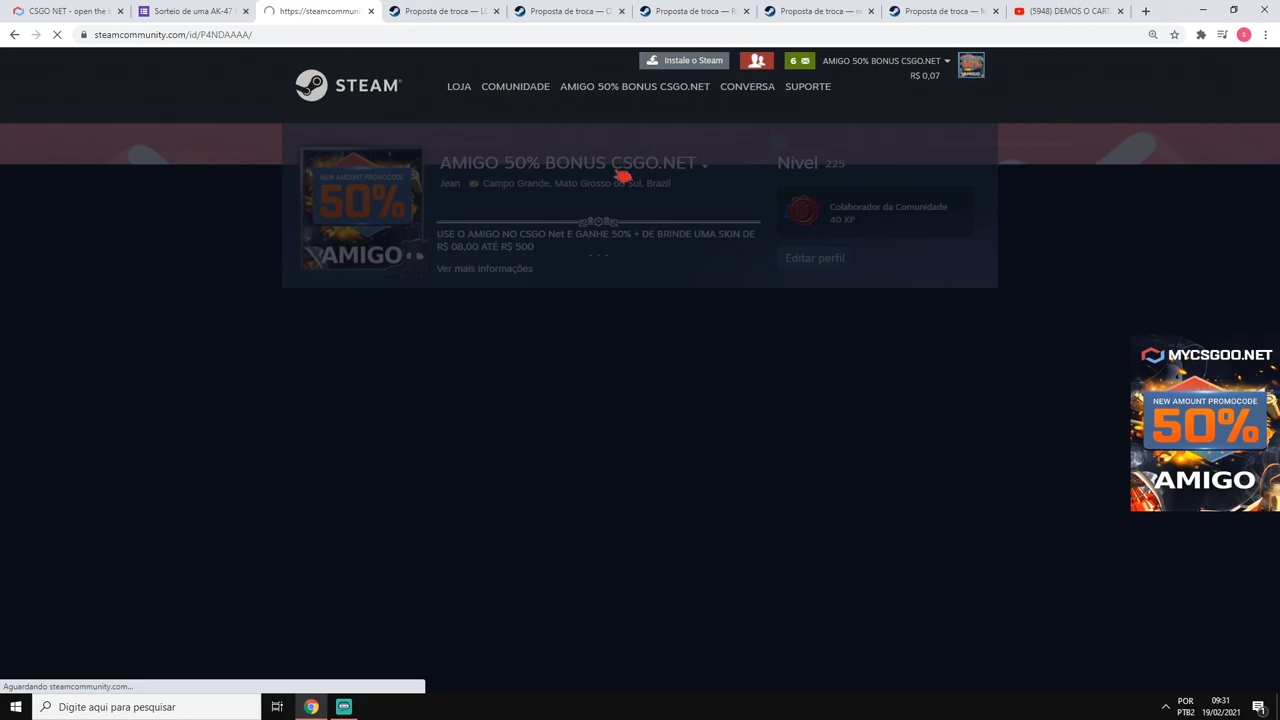 CSGO NET - open the b
Sorteio de uma AK-47
https://steamcommuni
Proposta de troca — L
Proposta de troca — C
Proposta de troca — R
Proposta de troca — re
Proposta de troca — M
(5948) DEMOS O CART
steamcommunity.com/id/P4NDAAAA/
S
STEAM
Instale o Steam
6
AMIGO 50% BONUS CSGO.NET
R$ 0,07
LOJA COMUNIDADE AMIGO 50% BONUS CSGO.NET CONVERSA SUPORTE
NEW AMOUNT PROMOCODE
50%
AMIGO
AMIGO 50% BONUS CSGO.NET
Jean Campo Grande, Mato Grosso do Sul, Brazil
USE O AMIGO NO CSGO Net E GANHE 50% + DE BRINDE UMA SKIN DE
R$ 08,00 ATÉ R$ 500
- - -
Ver mais informações
Nível 225
Colaborador da Comunidade
40 XP
Editar perfil
MYCSGOO.NET
NEW AMOUNT PROMOCODE
50%
AMIGO
Aguardando steamcommunity.com...
Digite aqui para pesquisar
POR
PTB2
09:31
19/02/2021
1